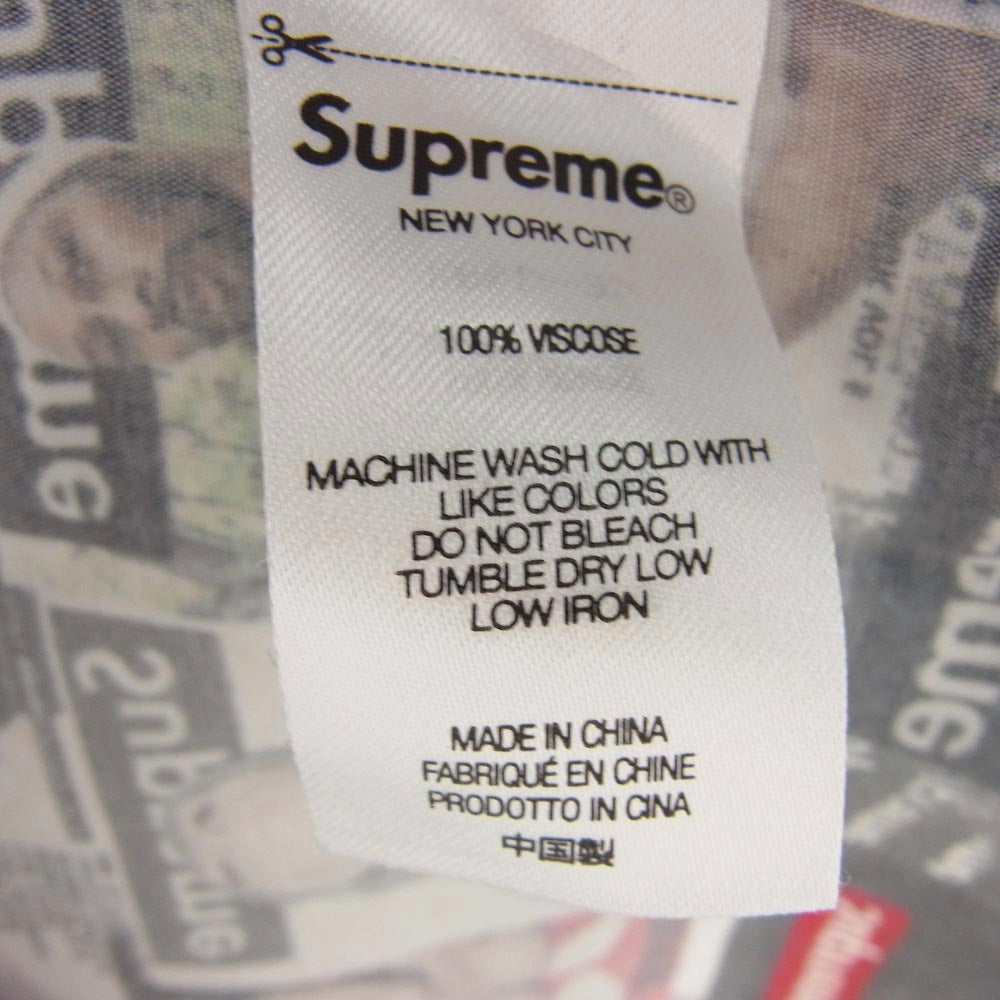 Supreme®
NEW YORK CITY
100% VISCOSE
MACHINE WASH COLD WITH
LIKE COLORS
DO NOT BLEACH
TUMBLE DRY LOW
LOW IRON
MADE IN CHINA
FABRIQUÉ EN CHINE
PRODOTTO IN CINA
中国製